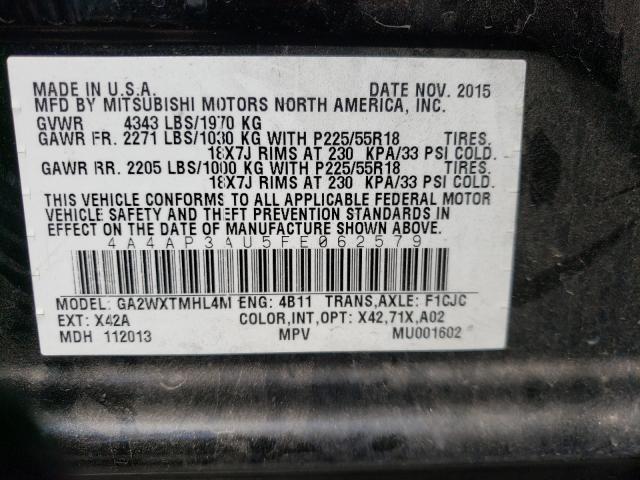 MADE IN U.S.A. DATE NOV. 2015
MFD BY MITSUBISHI MOTORS NORTH AMERICA, INC.
GVWR 4343 LBS/1970 KG
GAWR FR. 2271 LBS/1030 KG WITH P225/55R18 TIRES.
18X7J RIMS AT 230 KPA/33 PSI COLD.
GAWR RR. 2205 LBS/1000 KG WITH P225/55R18 TIRES.
18X7J RIMS AT 230 KPA/33 PSI COLD.
THIS VEHICLE CONFORMS TO ALL APPLICABLE FEDERAL MOTOR
VEHICLE SAFETY AND THEFT PREVENTION STANDARDS IN
EFFECT ON THE DATE OF MANUFACTURE SHOWN ABOVE.
4A4AP3AU5FE062579
MODEL: GA2WXTMHL4M ENG: 4B11 TRANS,AXLE: F1CJC
EXT: X42A COLOR,INT,OPT: X42,71X,A02
MDH 112013 MPV MU001602